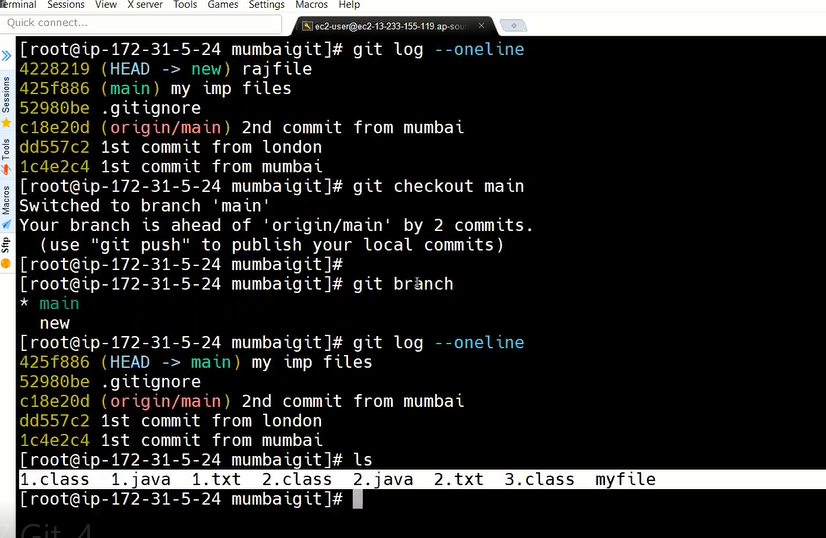 Terminal Sessions View X server Tools Games Settings Macros Help
Quick connect...
ec2-user@ec2-13-233-155-119.ap-sou
[root@ip-172-31-5-24 mumbaigit]# git log --oneline
4228219 (HEAD -> new) rajfile
425f886 (main) my imp files
52980be .gitignore
c18e20d (origin/main) 2nd commit from mumbai
dd557c2 1st commit from london
1c4e2c4 1st commit from mumbai
[root@ip-172-31-5-24 mumbaigit]# git checkout main
Switched to branch 'main'
Your branch is ahead of 'origin/main' by 2 commits.
(use "git push" to publish your local commits)
[root@ip-172-31-5-24 mumbaigit]#
[root@ip-172-31-5-24 mumbaigit]# git branch
* main
new
[root@ip-172-31-5-24 mumbaigit]# git log --oneline
425f886 (HEAD -> main) my imp files
52980be .gitignore
c18e20d (origin/main) 2nd commit from mumbai
dd557c2 1st commit from london
1c4e2c4 1st commit from mumbai
[root@ip-172-31-5-24 mumbaigit]# ls
1.class 1.java 1.txt 2.class 2.java 2.txt 3.class myfile
[root@ip-172-31-5-24 mumbaigit]#
Sessions
Tools
Macros
Sftp
Git 4